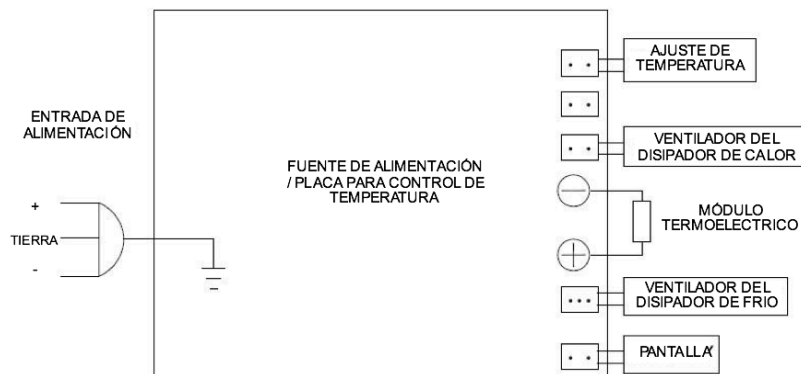 AJUSTE DE
TEMPERATURA
ENTRADA DE
ALIMENTACIÓN
VENTILADOR DEL
DISIPADOR DE CALOR
FUENTE DE ALIMENTACIÓN
/ PLACA PARA CONTROL DE
TEMPERATURA
MÓDULO
TERMOELECTRICO
+
TIERRA
-
VENTILADOR DEL
DISIPADOR DE FRIO
PANTALLA